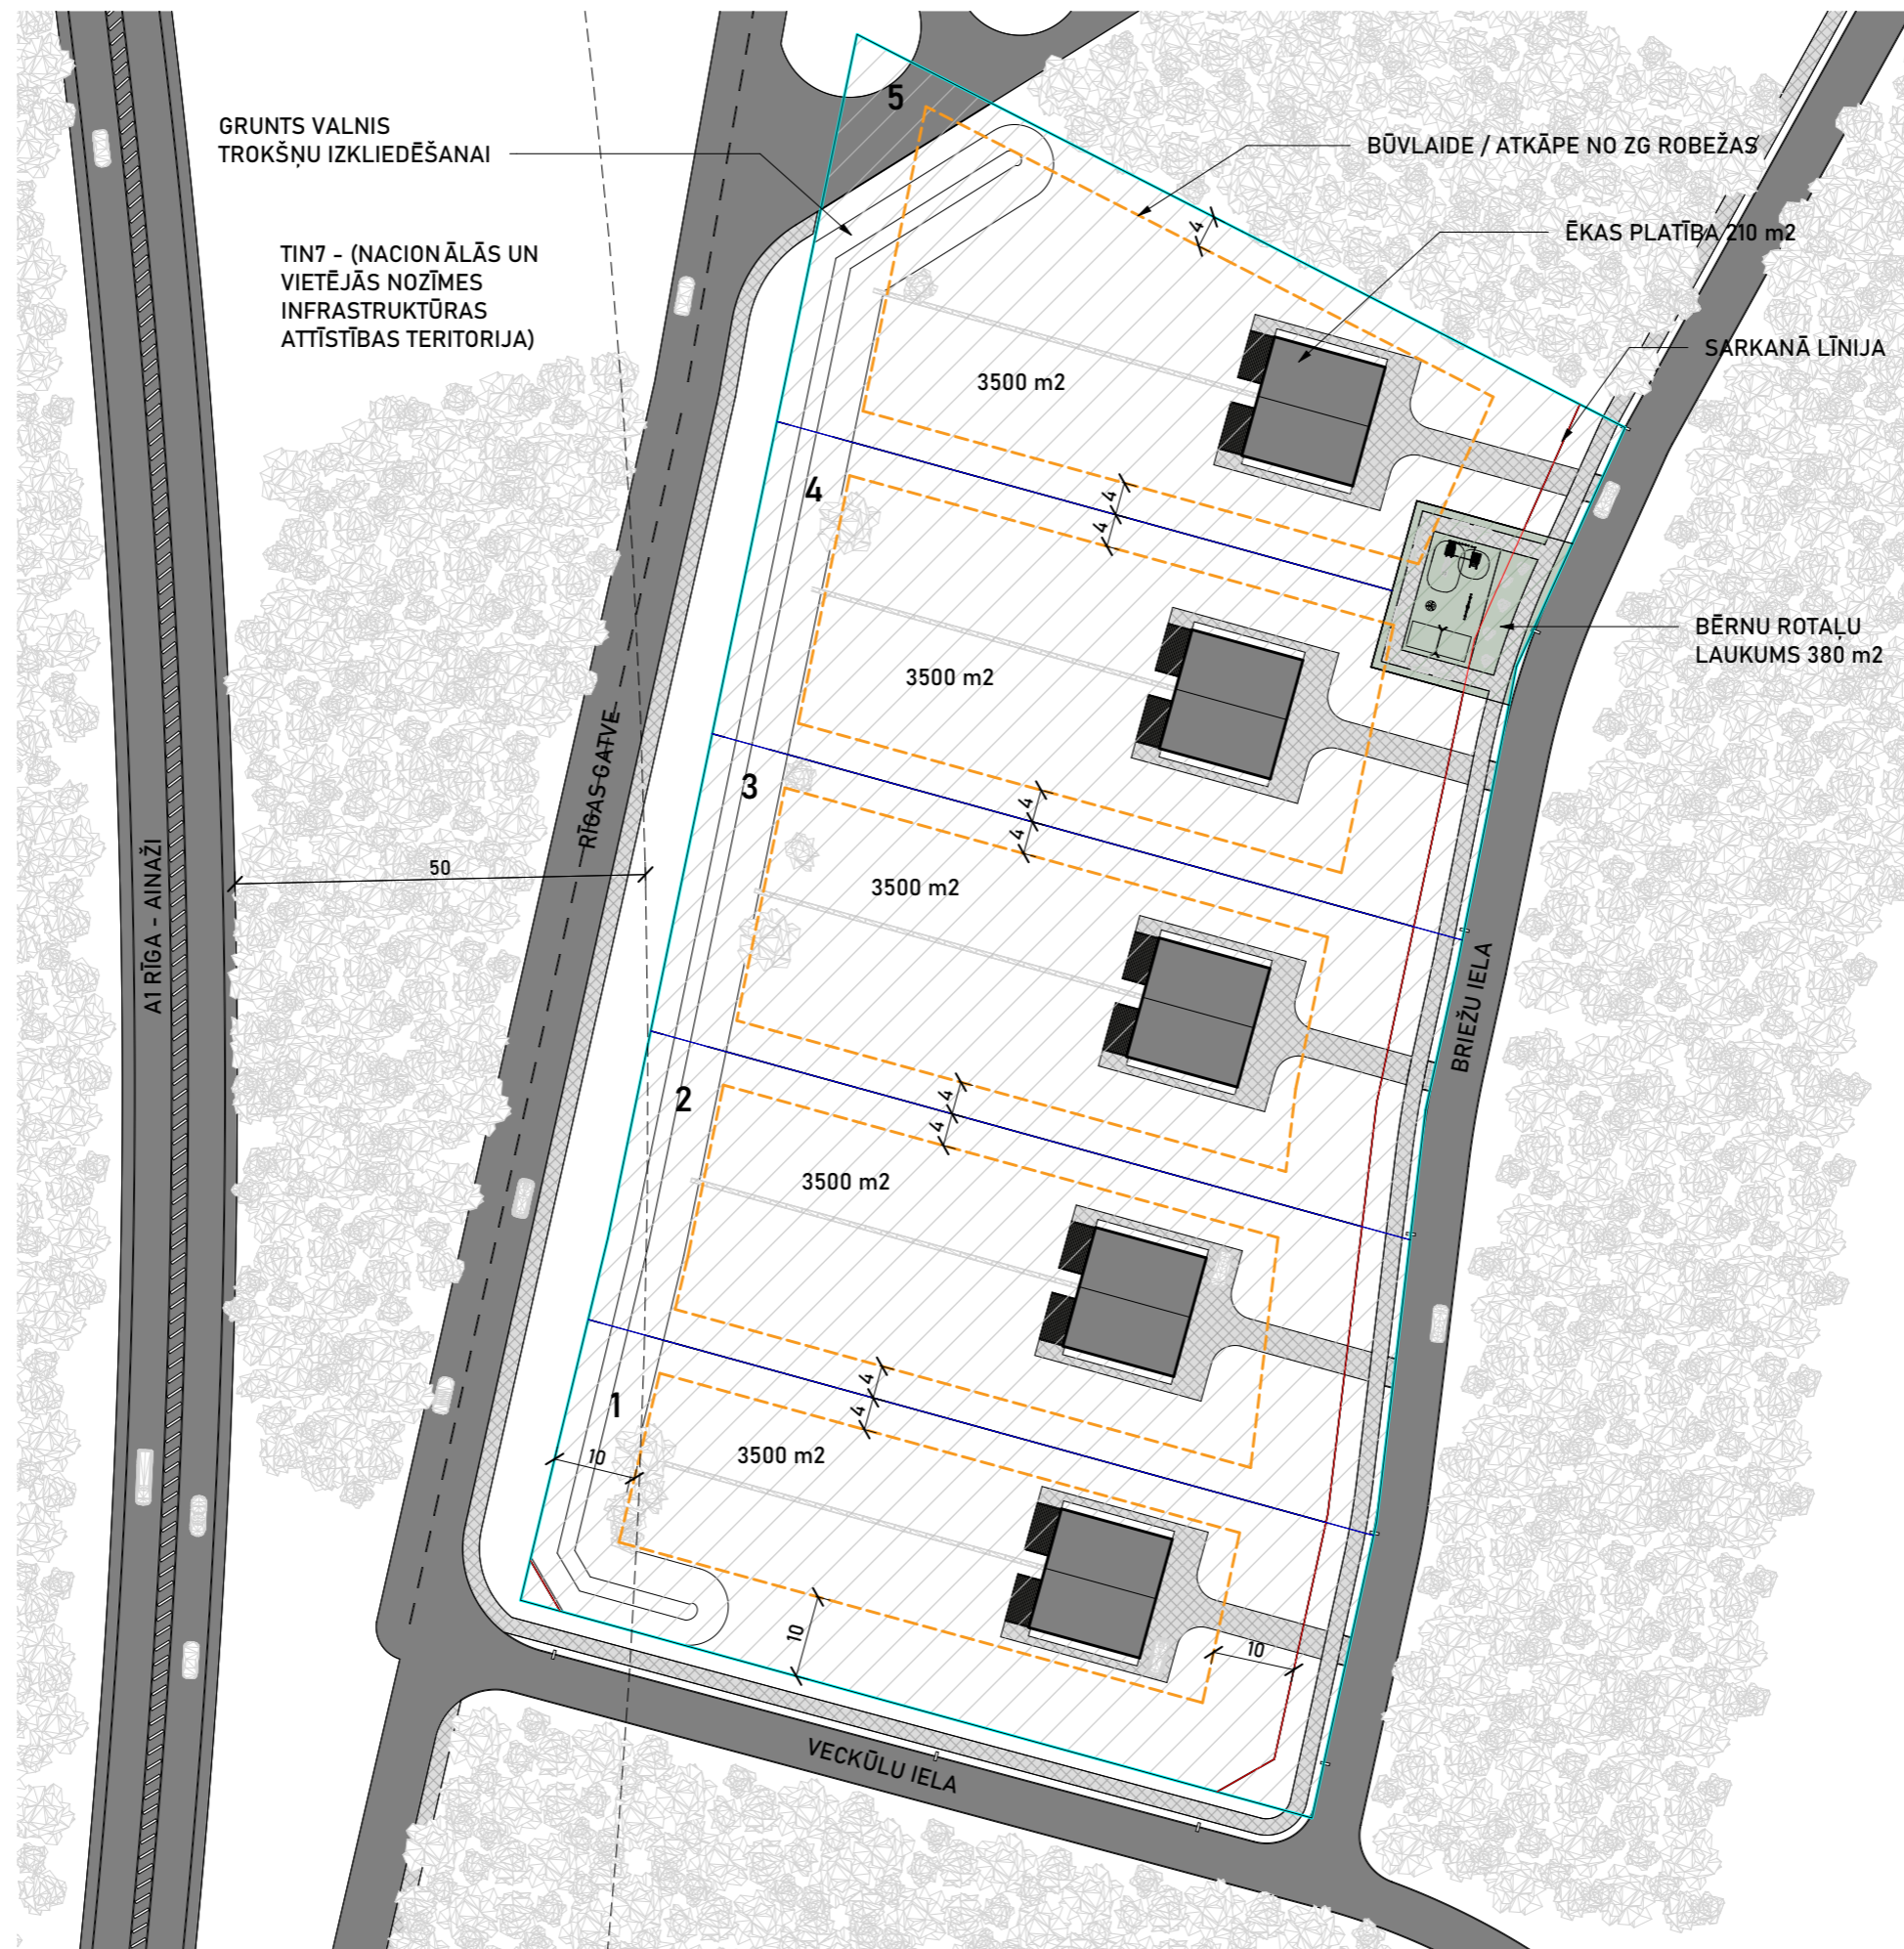 5
GRUNTS VALNIS
TROKŠŅU IZKLIEDĒŠANAI
BŪVLAIDE / ATKĀPE NO ZG ROBEŽAS
4
ĒKAS PLATĪBA 210 m2
TIN7 - (NACIONĀLĀS UN
VIETĒJĀS NOZĪMES
INFRASTRUKTŪRAS
ATTĪSTĪBAS TERITORIJA)
SARKANĀ LĪNIJA
3500 m2
4
4
4
BĒRNU ROTAĻU
LAUKUMS 380 m2
3500 m2
RĪGAS GATVE
3
4
4
50
3500 m2
A1 RĪGA - AINAŽI
BRIEŽU IELA
2
4
4
3500 m2
1
4
4
10
3500 m2
10
10
VECKŪLU IELA